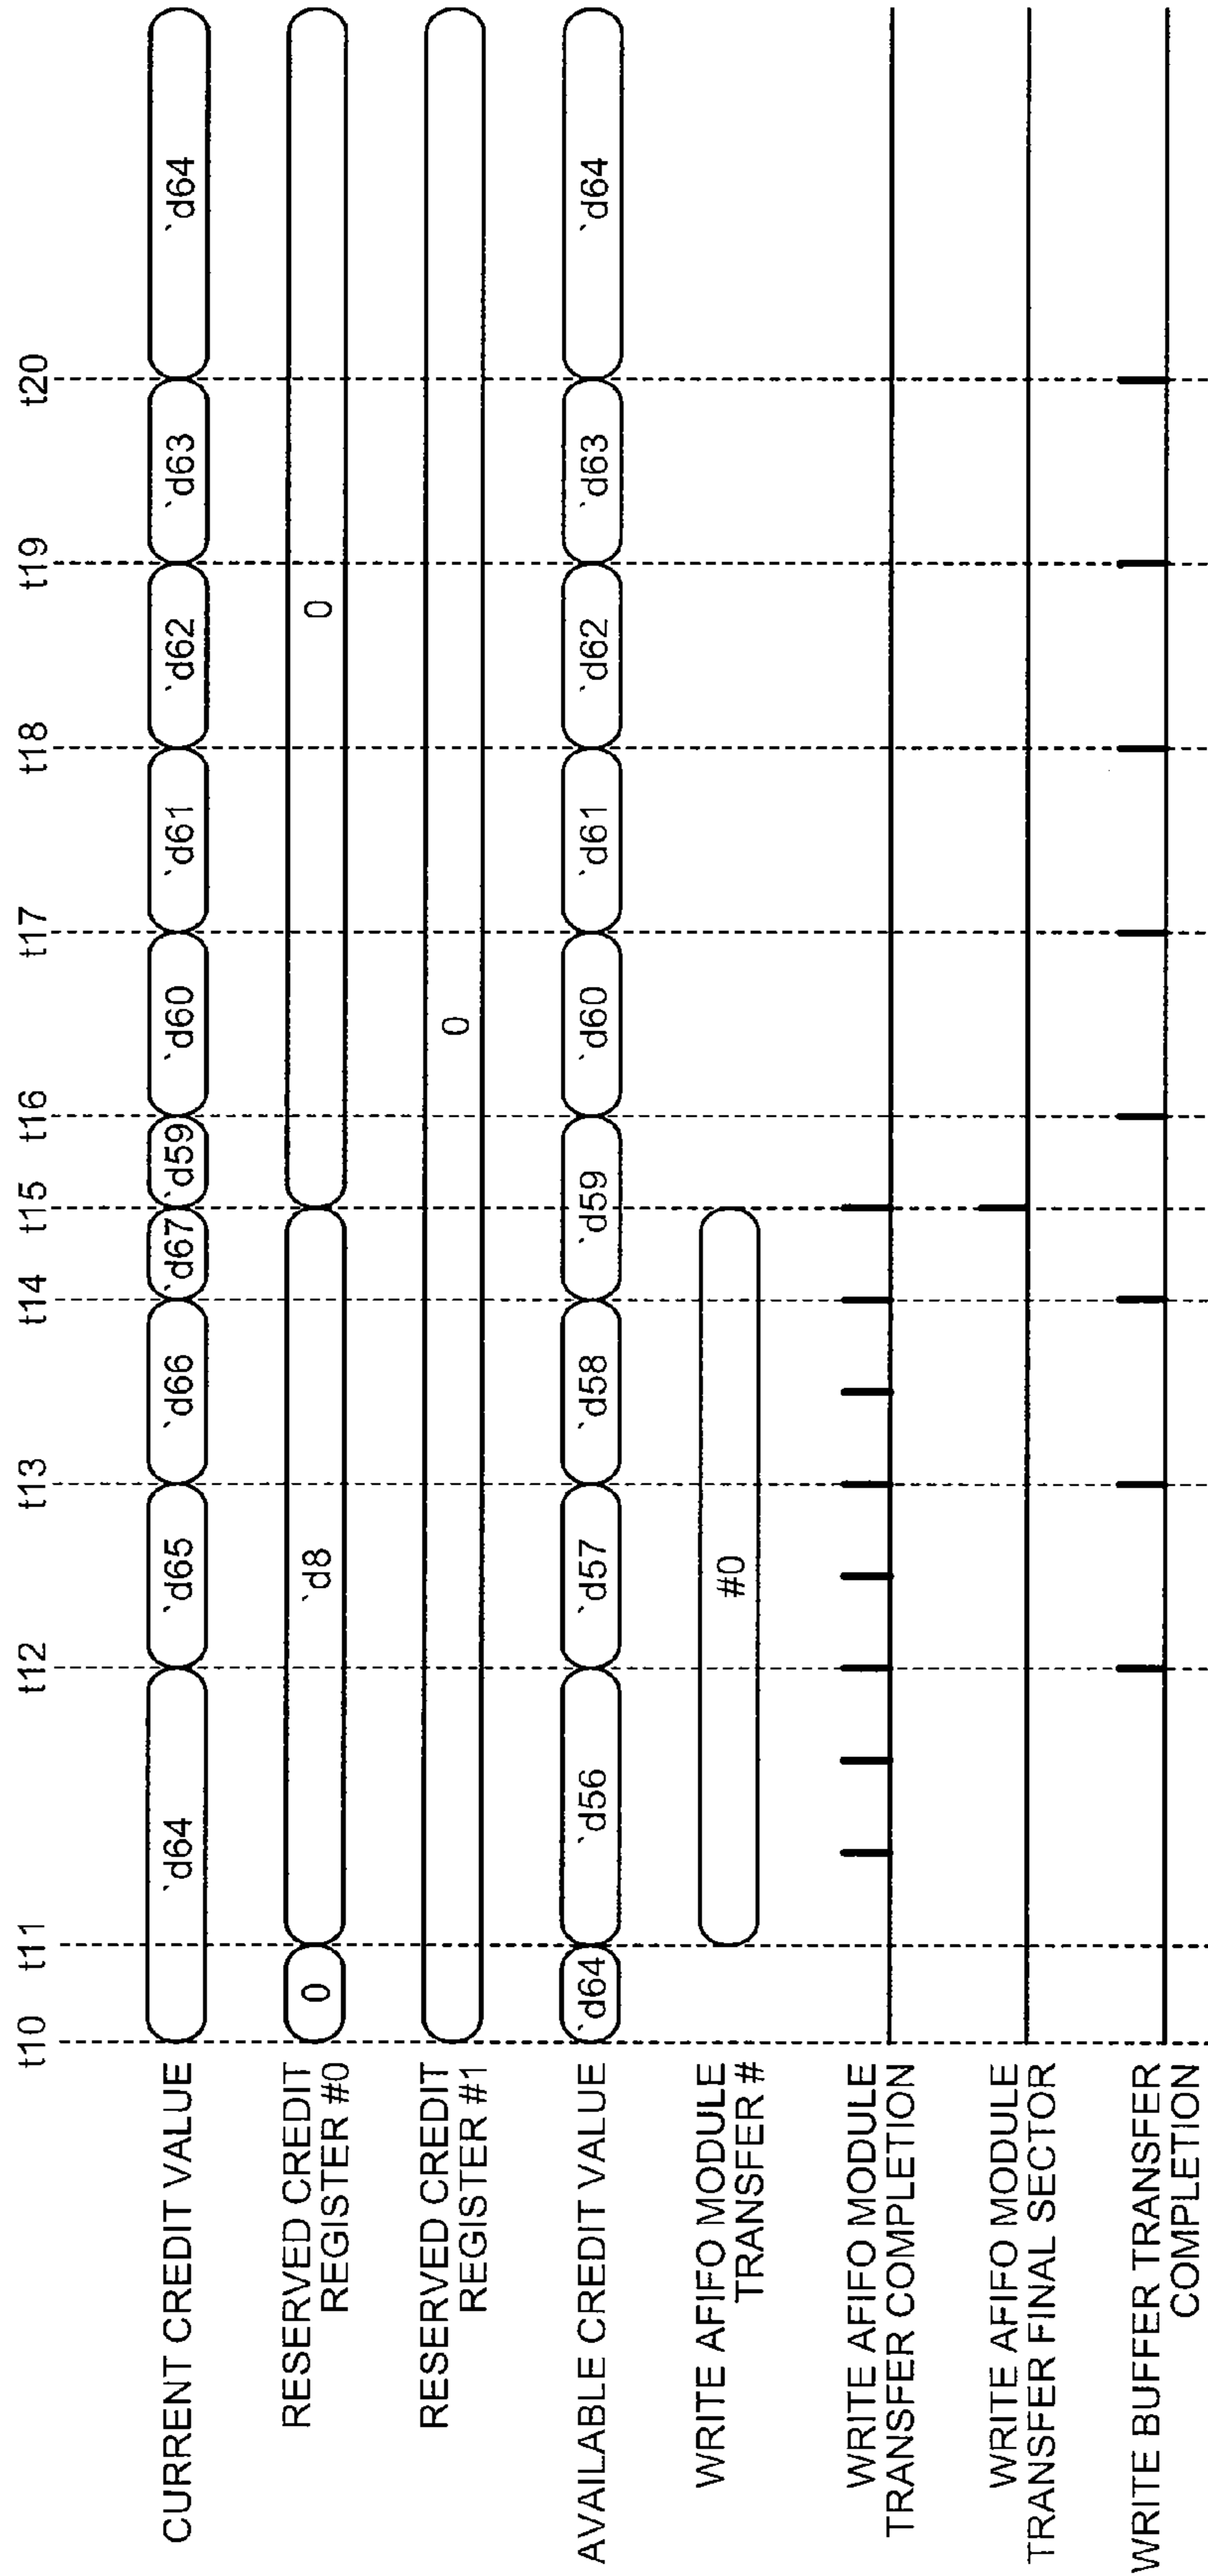 t10 t11 t12 t13 t14 t15 t16 t17 t18 t19 t20
CURRENT CREDIT VALUE `d64 `d65 `d66 `d67 `d59 `d60 `d61 `d62 `d63 `d64
RESERVED CREDIT
REGISTER #0
0 `d8 0
RESERVED CREDIT
REGISTER #1
0
AVAILABLE CREDIT VALUE `d64 `d56 `d57 `d58 `d59 `d60 `d61 `d62 `d63 `d64
WRITE AFIFO MODULE
TRANSFER #
#0
WRITE AFIFO MODULE
TRANSFER COMPLETION
WRITE AFIFO MODULE
TRANSFER FINAL SECTOR
WRITE BUFFER TRANSFER
COMPLETION